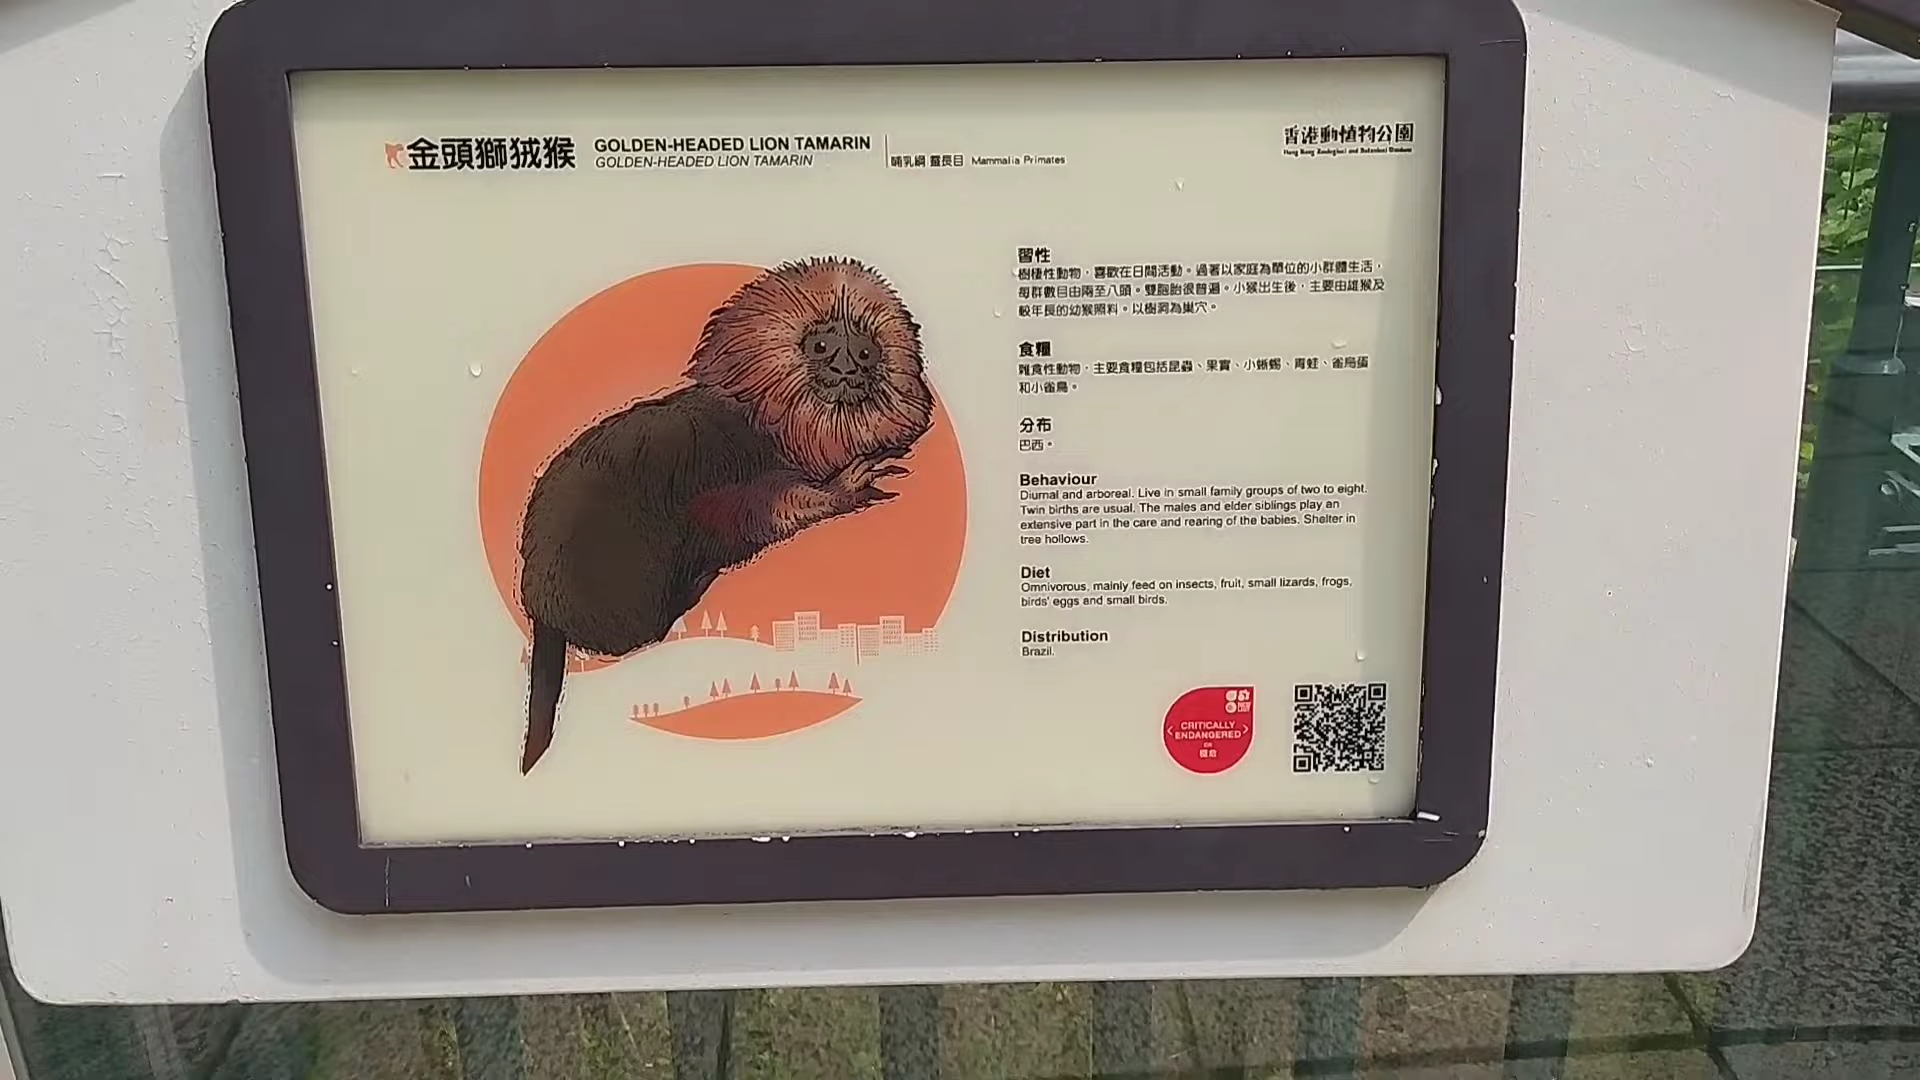 金頭獅狨猴
GOLDEN-HEADED LION TAMARIN
GOLDEN-HEADED LION TAMARIN
哺乳綱 靈長目 Mammalia Primates
香港動植物公園
Hong Kong Zoological and Botanical Gardens
習性
樹棲性動物，喜歡在日間活動。過著以家庭為單位的小群體生活，
每群數目由兩至八頭。雙胞胎很普遍。小猴出生後，主要由雄猴及
較年長的幼猴照料。以樹洞為巢穴。
食糧
雜食性動物，主要食糧包括昆蟲、果實、小蜥蜴、青蛙、雀鳥蛋
和小雀鳥。
分布
巴西。
Behaviour
Diurnal and arboreal. Live in small family groups of two to eight.
Twin births are usual. The males and elder siblings play an
extensive part in the care and rearing of the babies. Shelter in
tree hollows.
Diet
Omnivorous, mainly feed on insects, fruit, small lizards, frogs,
birds' eggs and small birds.
Distribution
Brazil.
CRITICALLY
ENDANGERED
CR
極危